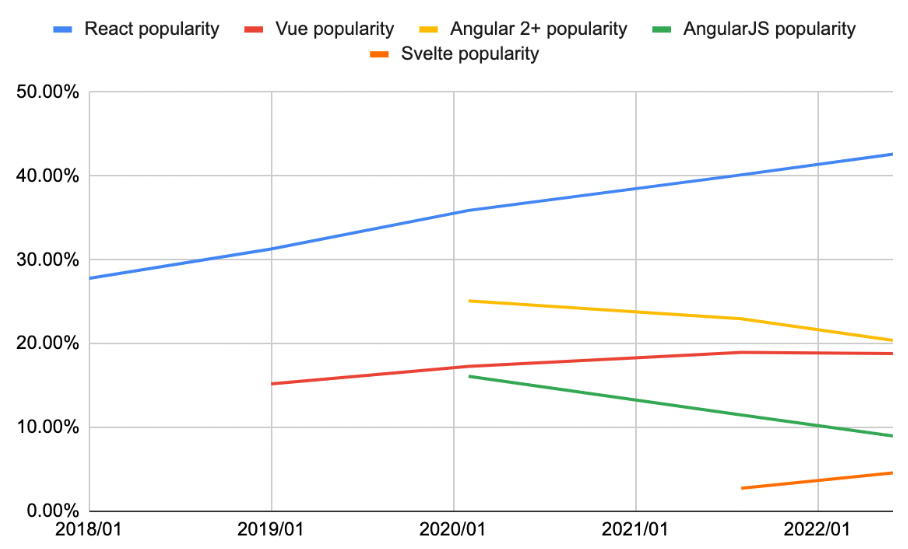 React popularity Vue popularity Angular 2+ popularity AngularJS popularity
Svelte popularity
50.00%
40.00%
30.00%
20.00%
10.00%
0.00%
2018/01 2019/01 2020/01 2021/01 2022/01